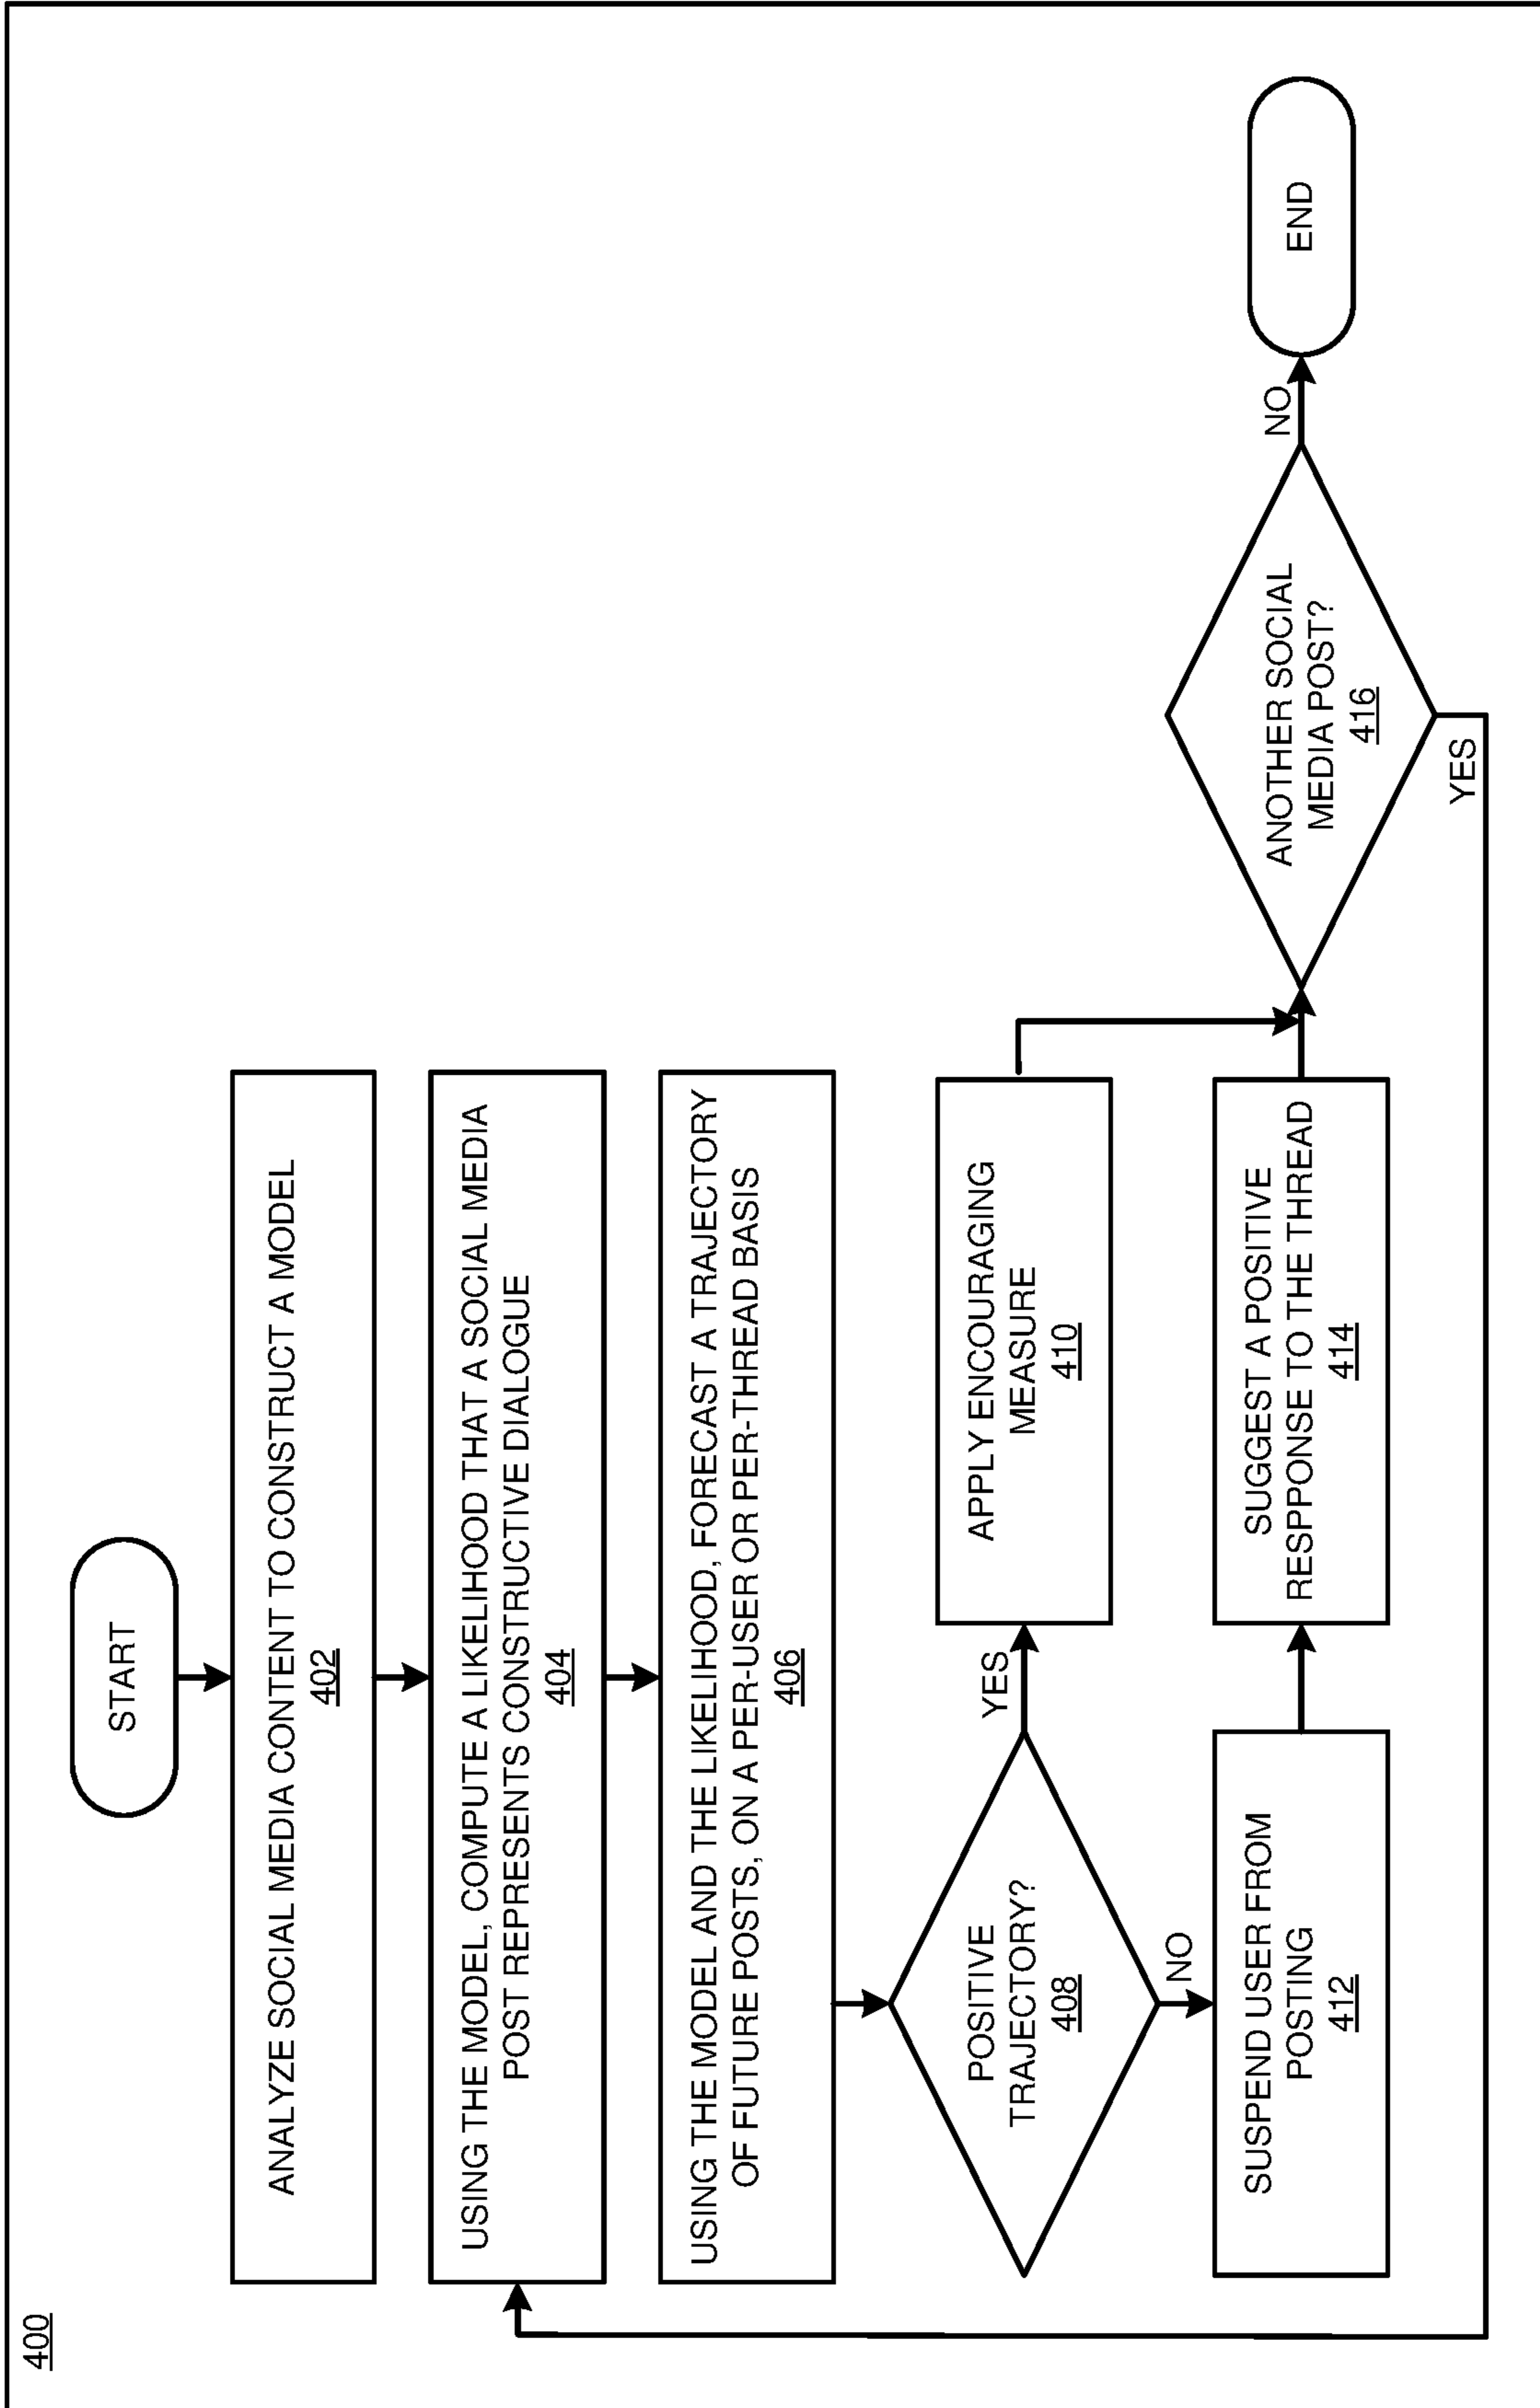 400
START
ANALYZE SOCIAL MEDIA CONTENT TO CONSTRUCT A MODEL
402
USING THE MODEL, COMPUTE A LIKELIHOOD THAT A SOCIAL MEDIA
POST REPRESENTS CONSTRUCTIVE DIALOGUE
404
USING THE MODEL AND THE LIKELIHOOD, FORECAST A TRAJECTORY
OF FUTURE POSTS, ON A PER-USER OR PER-THREAD BASIS
406
POSITIVE
TRAJECTORY?
408
YES
APPLY ENCOURAGING
MEASURE
410
NO
SUSPEND USER FROM
POSTING
412
SUGGEST A POSITIVE
RESPPONSE TO THE THREAD
414
ANOTHER SOCIAL
MEDIA POST?
416
YES
NO
END